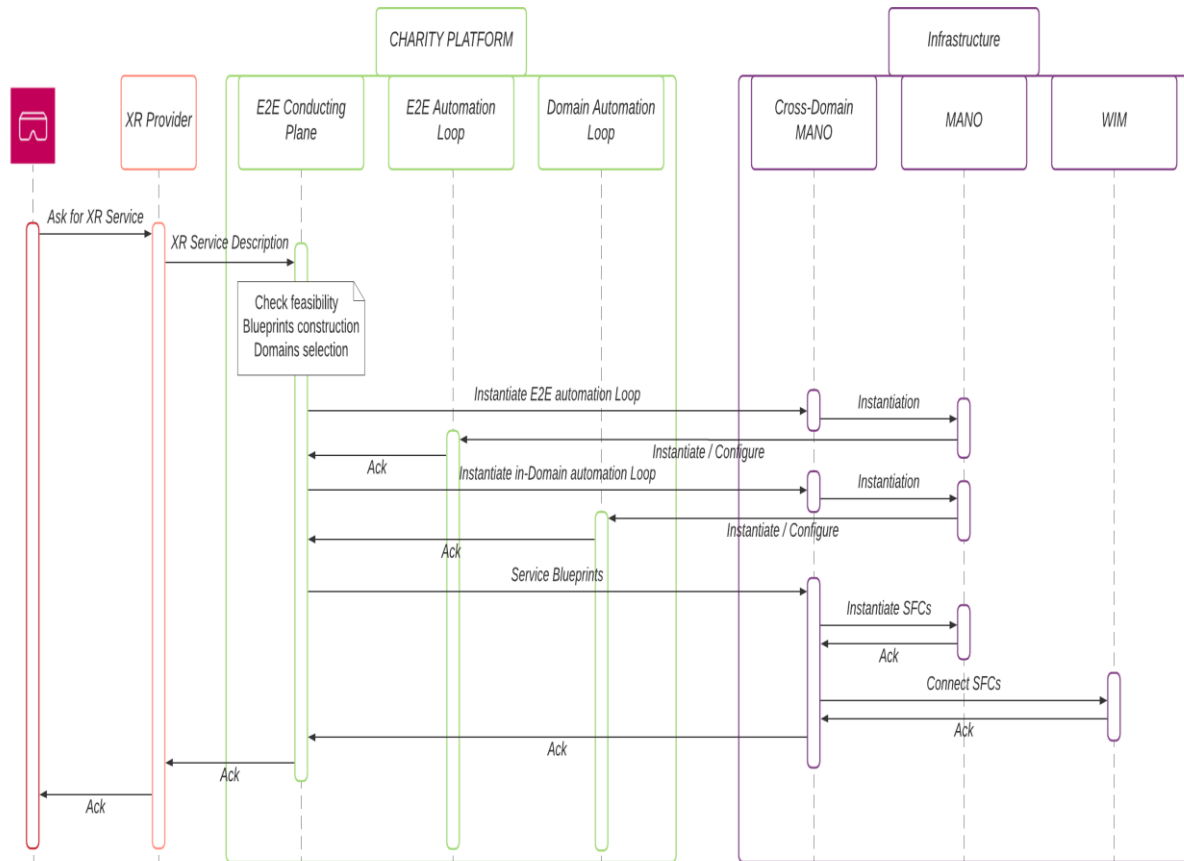 CHARITY PLATFORM
Infrastructure
XR Provider
E2E Conducting
Plane
E2E Automation
Loop
Domain Automation
Loop
Cross-Domain
MANO
MANO
WIM
Ask for XR Service
XR Service Description
Check feasibility
Blueprints construction
Domains selection
Instantiate E2E automation Loop
Instantiation
Instantiate / Configure
Ack
Instantiate in-Domain automation Loop
Instantiation
Instantiate / Configure
Ack
Service Blueprints
Instantiate SFCs
Ack
Connect SFCs
Ack
Ack
Ack
Ack